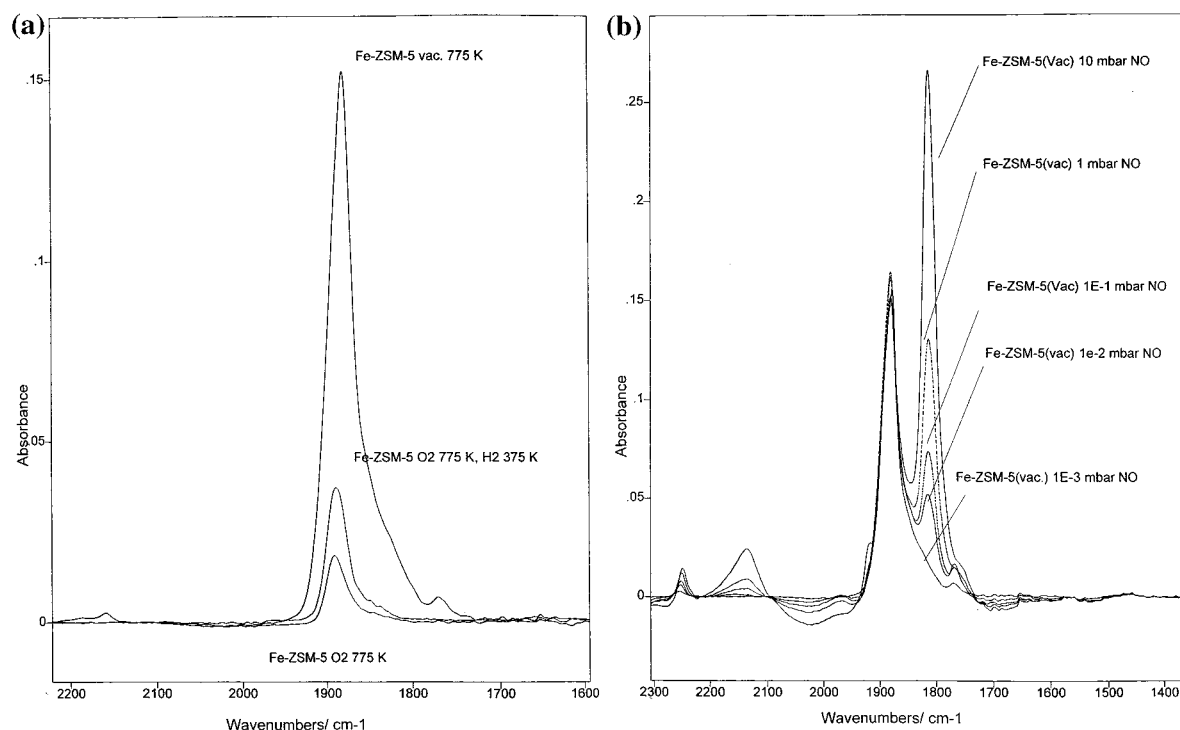 (a)
Fe-ZSM-5 vac. 775 K
.15
.1
Absorbance
.05
Fe-ZSM-5 O2 775 K, H2 375 K
0
Fe-ZSM-5 O2 775 K
2200 2100 2000 1900 1800 1700 1600
Wavenumbers/ cm-1
(b)
Fe-ZSM-5(Vac) 10 mbar NO
.25
Fe-ZSM-5(vac) 1 mbar NO
.2
Fe-ZSM-5(Vac) 1E-1 mbar NO
.15
Fe-ZSM-5(vac) 1e-2 mbar NO
Absorbance
.1
Fe-ZSM-5(vac.) 1E-3 mbar NO
.05
0
2300 2200 2100 2000 1900 1800 1700 1600 1500 1400
Wavenumbers/ cm-1